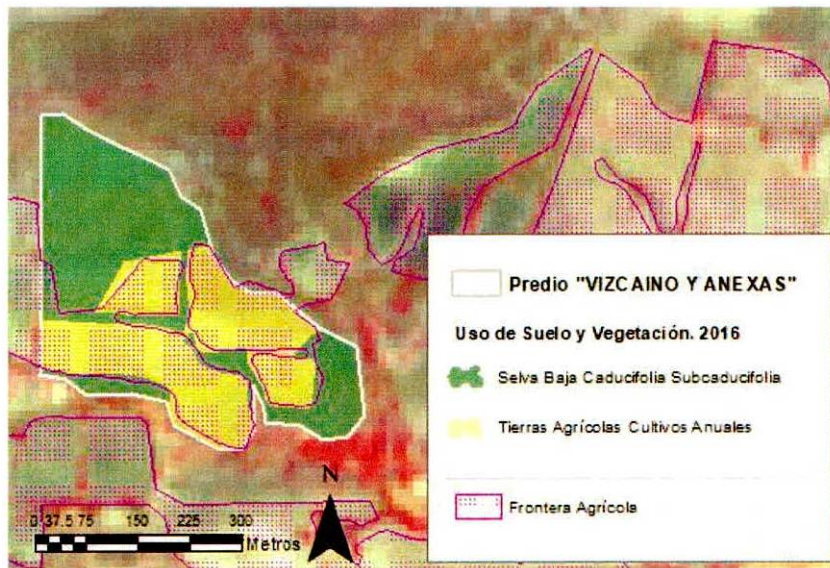 Predio "VIZCAINO Y ANEXAS"
Uso de Suelo y Vegetación. 2016
Selva Baja Caducifolia Subcaducifolia
Tierras Agrícolas Cultivos Anuales
Frontera Agrícola
N
0 37.5 75 150 225 300
Metros